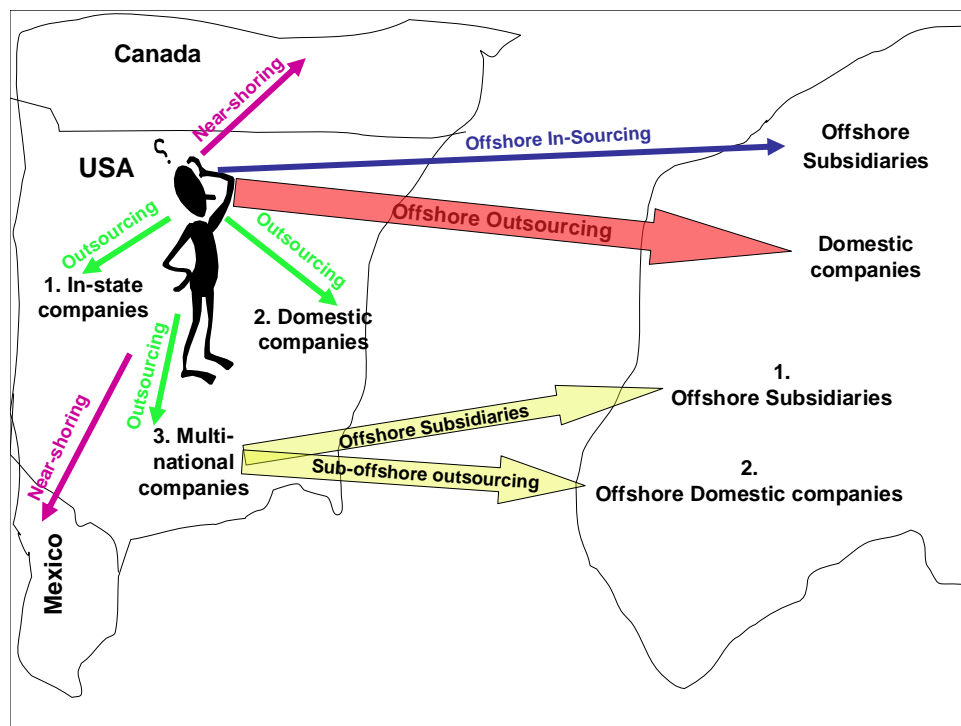 Canada
Near-shoring
Offshore In-Sourcing
Offshore
Subsidiaries
?
USA
Offshore Outsourcing
Domestic
companies
Outsourcing
1. In-state
companies
Outsourcing
2. Domestic
companies
Outsourcing
3. Multi-
national
companies
Near-shoring
Mexico
Offshore Subsidiaries
1.
Offshore Subsidiaries
Sub-offshore outsourcing
2.
Offshore Domestic companies